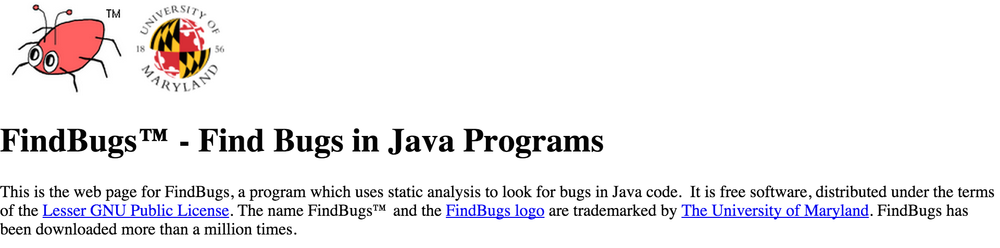 TM
UNIVERSITY OF
18 56
MARYLAND
FindBugs™ - Find Bugs in Java Programs
This is the web page for FindBugs, a program which uses static analysis to look for bugs in Java code.  It is free software, distributed under the terms
of the Lesser GNU Public License. The name FindBugs™ and the FindBugs logo are trademarked by The University of Maryland. FindBugs has
been downloaded more than a million times.